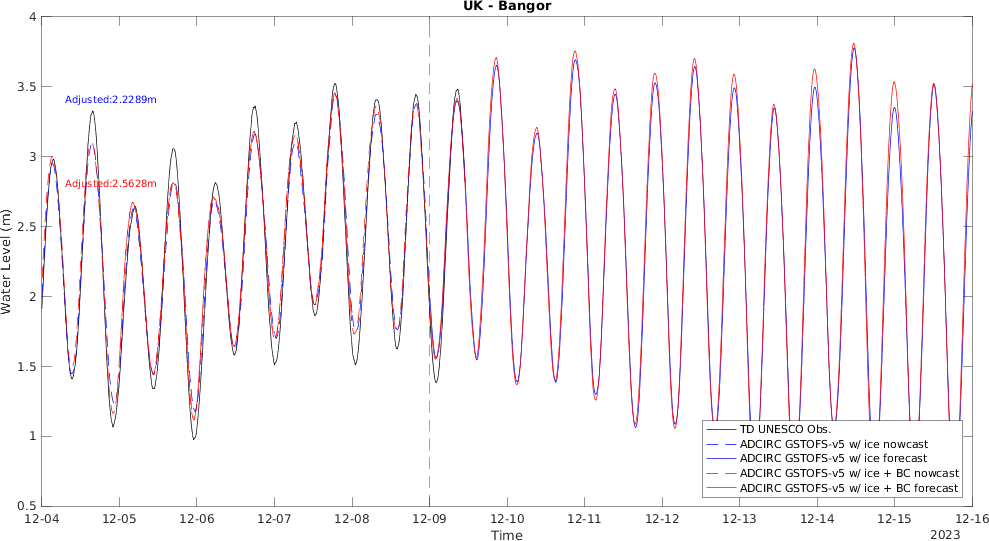 UK - Bangor
4
3.5
3
2.5
2
1.5
1
0.5
Water Level (m)
Adjusted:2.2289m
Adjusted:2.5628m
TD UNESCO Obs.
ADCIRC GSTOFS-v5 w/ ice nowcast
ADCIRC GSTOFS-v5 w/ ice forecast
ADCIRC GSTOFS-v5 w/ ice + BC nowcast
ADCIRC GSTOFS-v5 w/ ice + BC forecast
12-04 12-05 12-06 12-07 12-08 12-09 12-10 12-11 12-12 12-13 12-14 12-15 12-16
Time
2023